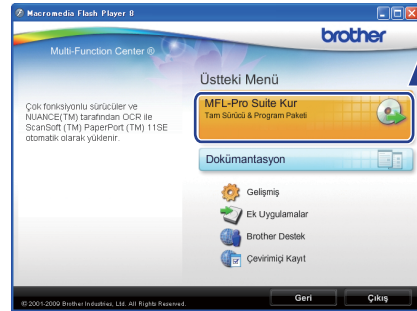 Macromedia Flash Player 8
brother
Multi-Function Center ®
Üstteki Menü
Çok fonksiyonlu sürücüler ve
NUANCE(TM) tarafından OCR ile
ScanSoft (TM) PaperPort (TM) 11SE
otomatik olarak yüklenir.
MFL-Pro Suite Kur
Tam Sürücü & Program Paketi
Dokümantasyon
Gelişmiş
Ek Uygulamalar
Brother Destek
Çevirimiçi Kayıt
© 2001-2009 Brother Industries, Ltd. All Rights Reserved.
Geri
Çıkış